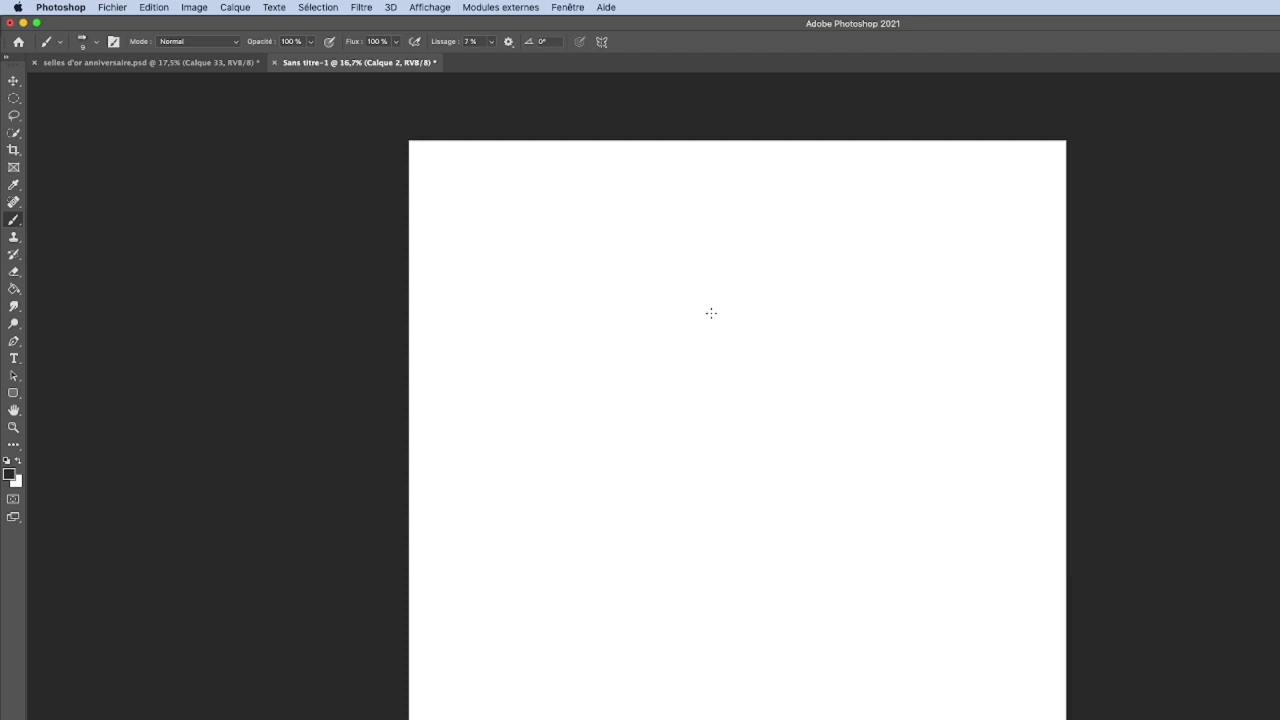 Photoshop Fichier Edition Image Calque Texte Sélection Filtre 3D Affichage Modules externes Fenêtre Aide
Adobe Photoshop 2021
9 Mode : Normal Opacité : 100 % Flux : 100 % Lissage : 7 % 0°
selles d'or anniversaire.psd @ 17,5% (Calque 33, RVB/8) * Sans titre-1 @ 16,7% (Calque 2, RVB/8) *